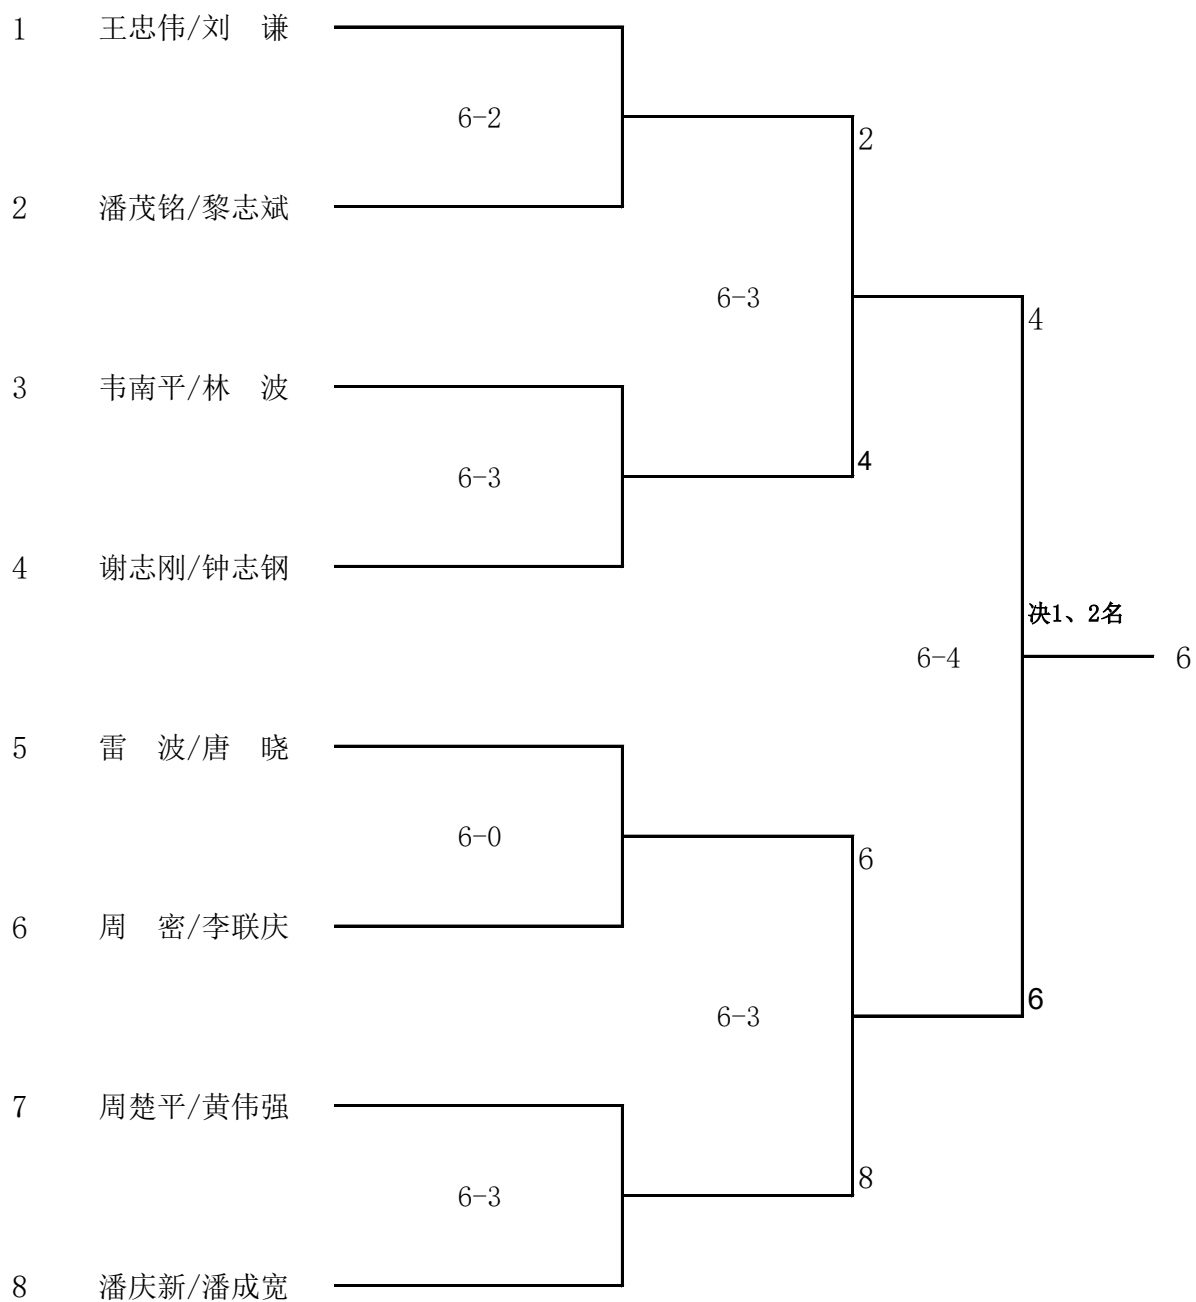 1 王忠伟/刘　谦
6-2
2
2 潘茂铭/黎志斌
6-3
4
3 韦南平/林　波
4
6-3
4 谢志刚/钟志钢
决1、2名
6-4 6
5 雷　波/唐　晓
6-0
6
6 周　密/李联庆
6
6-3
7 周楚平/黄伟强
8
6-3
8 潘庆新/潘成宽